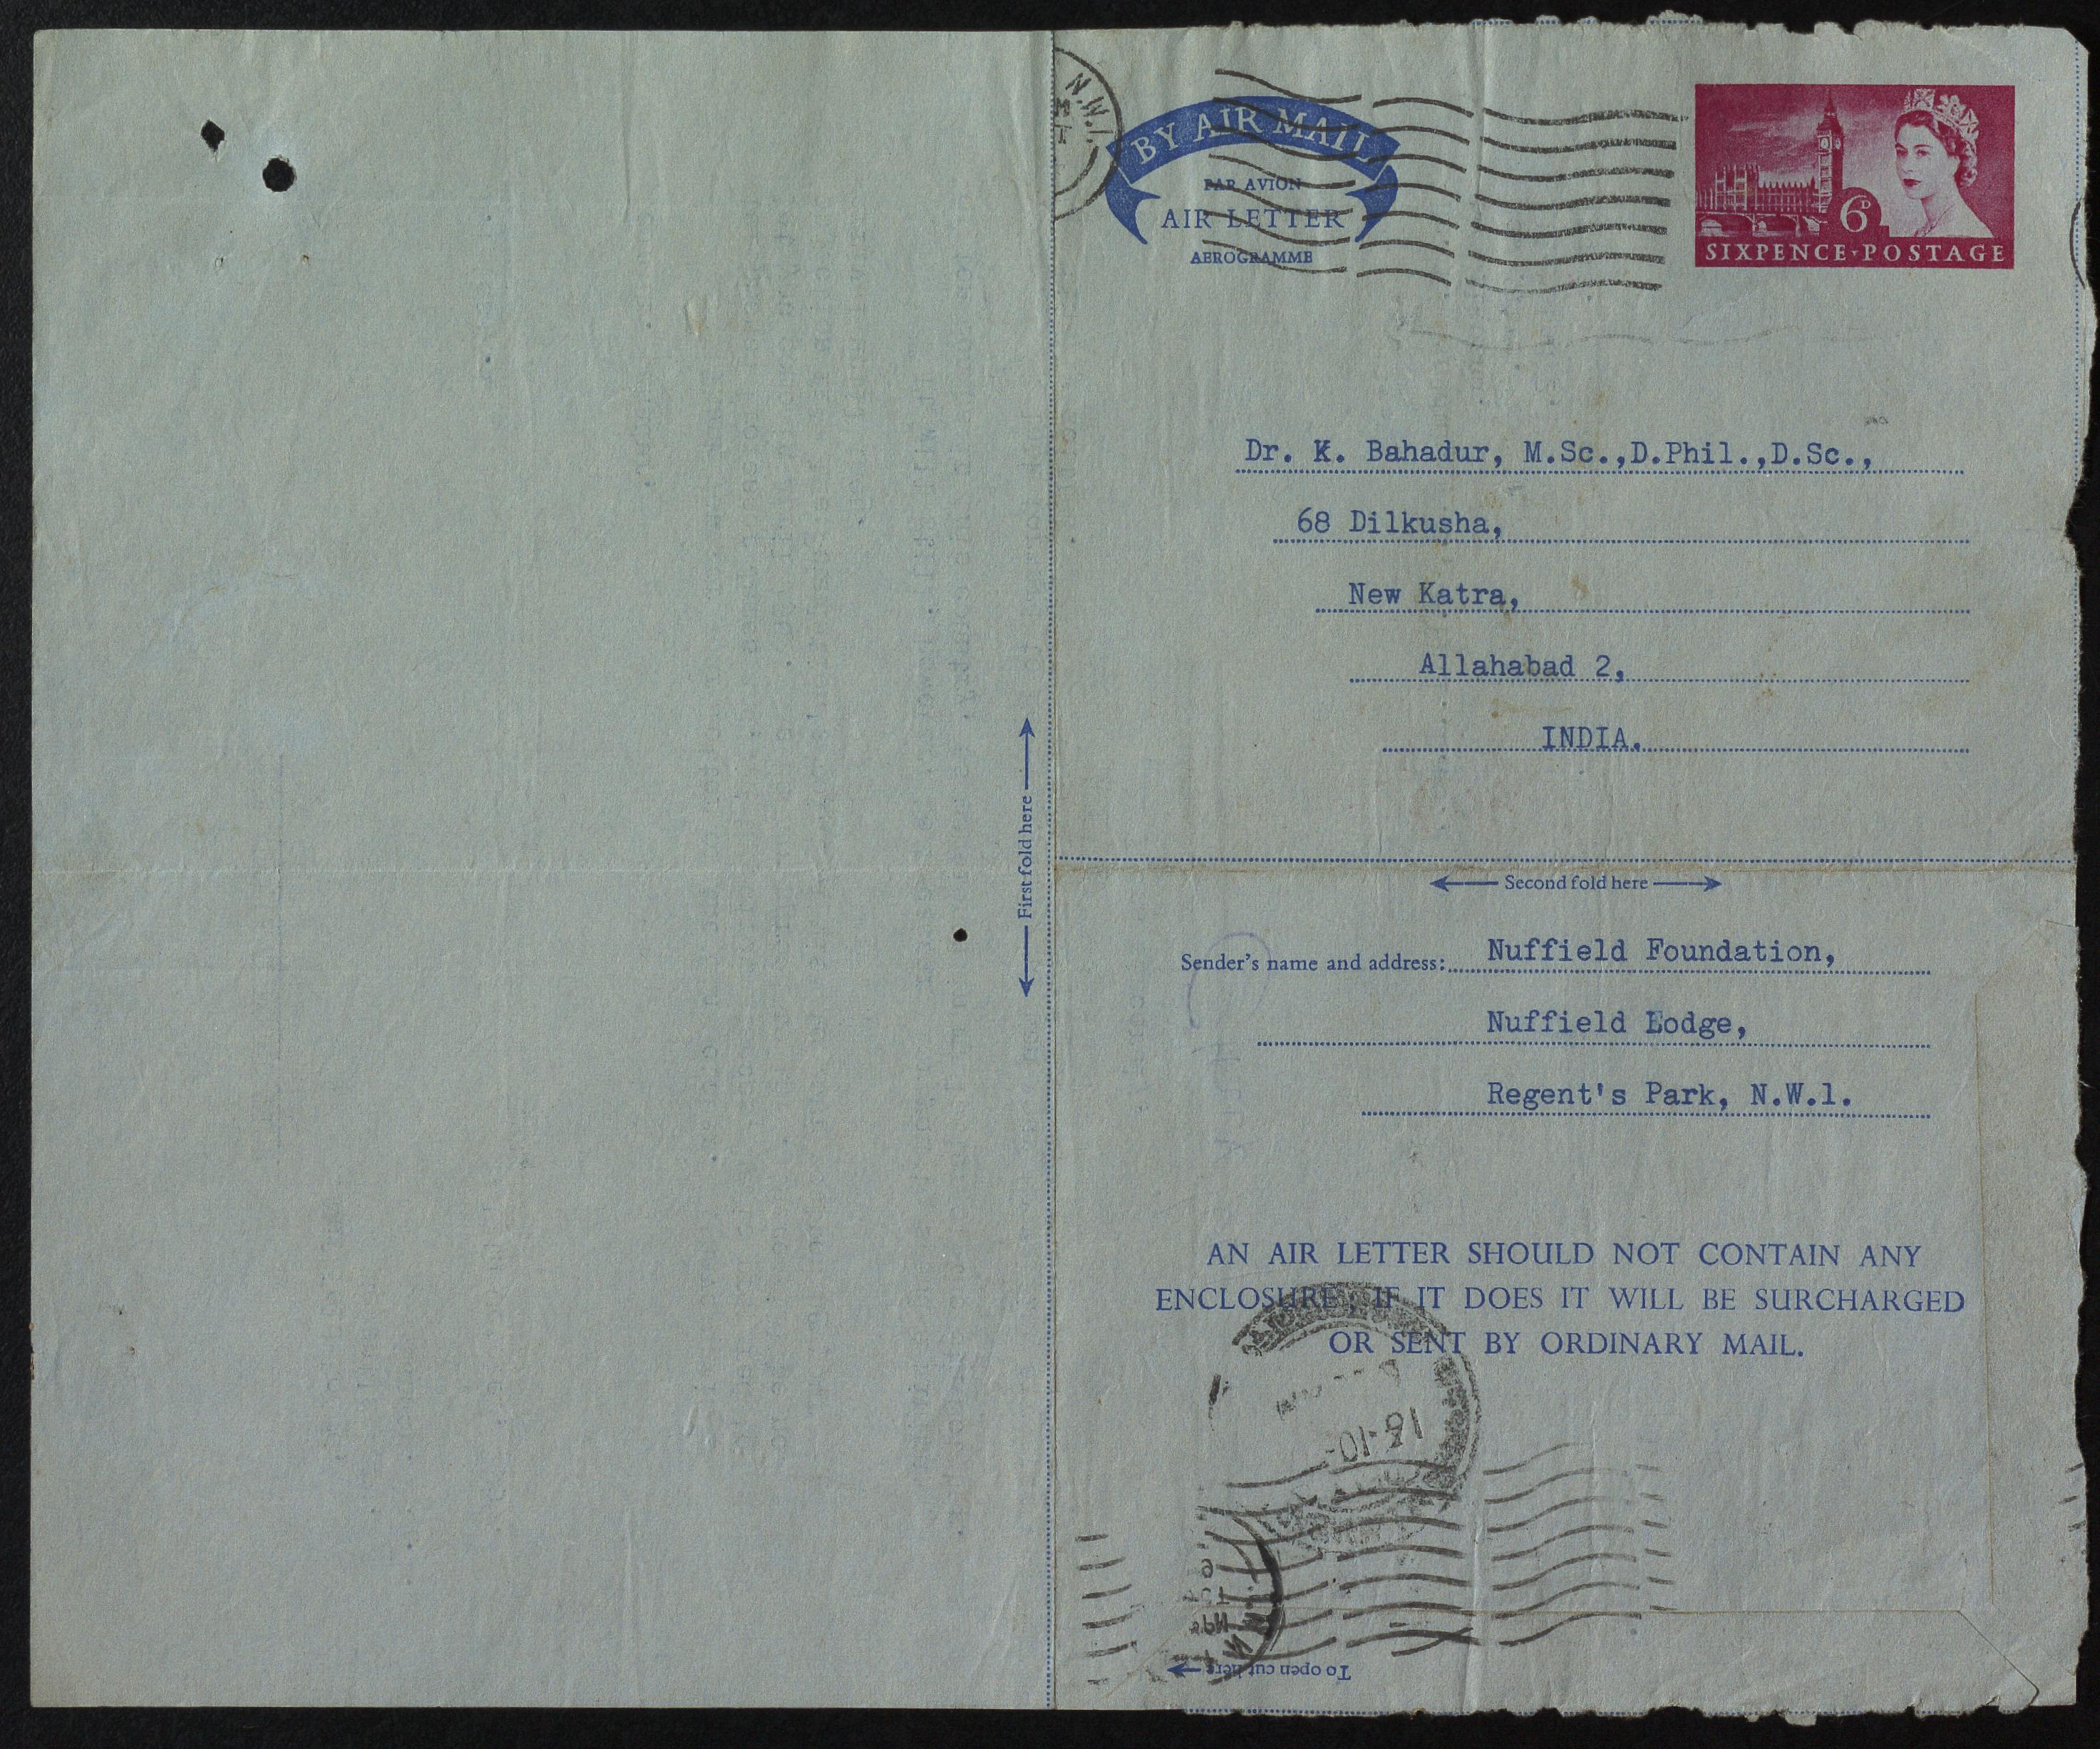 N.W.1.
BY AIR MAIL
PAR AVION
AIR LETTER
AEROGRAMME
6D
SIXPENCE·POSTAGE
Dr. K. Bahadur, M.Sc.,D.Phil.,D.Sc.,
68 Dilkusha,
New Katra,
Allahabad 2,
INDIA.
First fold here
Second fold here
Sender's name and address: Nuffield Foundation,
Nuffield Lodge,
Regent's Park, N.W.1.
AN AIR LETTER SHOULD NOT CONTAIN ANY
ENCLOSURE; IF IT DOES IT WILL BE SURCHARGED
OR SENT BY ORDINARY MAIL.
To open cut here